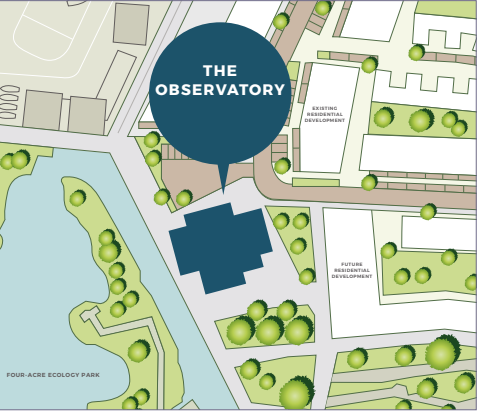 THE
OBSERVATORY
EXISTING
RESIDENTIAL
DEVELOPMENT
FUTURE
RESIDENTIAL
DEVELOPMENT
FOUR-ACRE ECOLOGY PARK